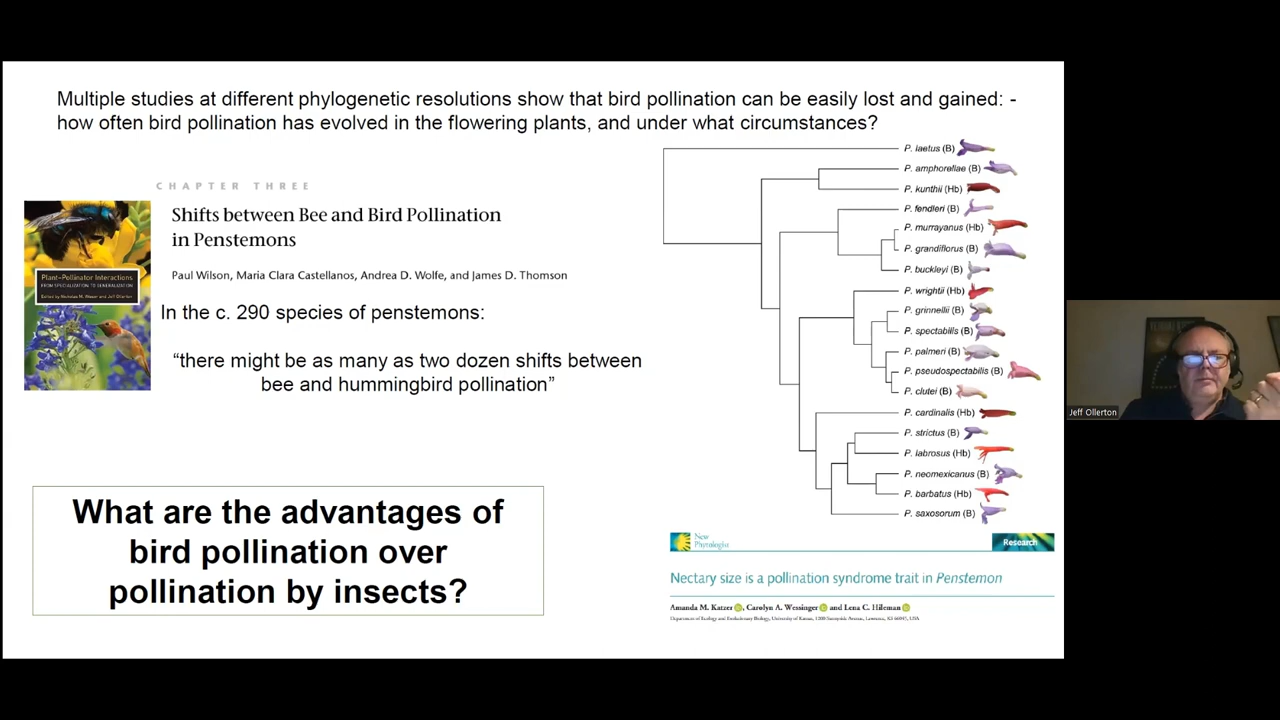 Multiple studies at different phylogenetic resolutions show that bird pollination can be easily lost and gained: -
how often bird pollination has evolved in the flowering plants, and under what circumstances?
CHAPTER THREE
Shifts between Bee and Bird Pollination
in Penstemons
Paul Wilson, Maria Clara Castellanos, Andrea D. Wolfe, and James D. Thomson
Plant–Pollinator Interactions
FROM SPECIALIZATION TO GENERALIZATION
Edited by Nickolas M. Waser and Jeff Ollerton
In the c. 290 species of penstemons:
“there might be as many as two dozen shifts between
bee and hummingbird pollination”
What are the advantages of
bird pollination over
pollination by insects?
P. laetus (B)
P. amphorellae (B)
P. kunthii (Hb)
P. fendleri (B)
P. murrayanus (Hb)
P. grandiflorus (B)
P. buckleyi (B)
P. wrightii (Hb)
P. grinnellii (B)
P. spectabilis (B)
P. palmeri (B)
P. pseudospectabilis (B)
P. clutei (B)
P. cardinalis (Hb)
P. strictus (B)
P. labrosus (Hb)
P. neomexicanus (B)
P. barbatus (Hb)
P. saxosorum (B)
New
Phytologist
Research
Nectary size is a pollination syndrome trait in Penstemon
Amanda M. Katzer, Carolyn A. Wessinger and Lena C. Hileman
Department of Ecology and Evolutionary Biology, University of Kansas, 1200 Sunnyside Avenue, Lawrence, KS 66045, USA
Jeff Ollerton